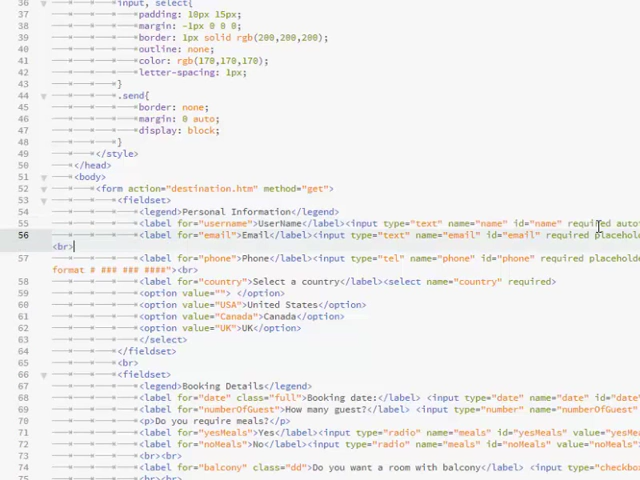 36 input, select{
37 padding: 10px 15px;
38 margin: -1px 0 0 0;
39 border: 1px solid rgb(200,200,200);
40 outline: none;
41 color: rgb(170,170,170);
42 letter-spacing: 1px;
43 }
44 .send{
45 border: none;
46 margin: 0 auto;
47 display: block;
48 }
49 </style>
50 </head>
51 <body>
52 <form action="destination.htm" method="get">
53 <fieldset>
54 <legend>Personal Information</legend>
55 <label for="username">UserName</label><input type="text" name="name" id="name" required auto
56 <label for="email">Email</label><input type="text" name="email" id="email" required placehol
<br>
57 <label for="phone">Phone</label><input type="tel" name="phone" id="phone" required placehold
format # ### ### ####"><br>
58 <label for="country">Select a country</label><select name="country" required>
59 <option value=""> </option>
60 <option value="USA">United States</option>
61 <option value="Canada">Canada</option>
62 <option value="UK">UK</option>
63 </select>
64 </fieldset>
65 <br>
66 <fieldset>
67 <legend>Booking Details</legend>
68 <label for="date" class="full">Booking date:</label> <input type="date" name="date" id="date"
69 <label for="numberOfGuest">How many guest?</label> <input type="number" name="numberOfGuest"
70 <p>Do you require meals?</p>
71 <label for="yesMeals">Yes</label><input type="radio" name="meals" id="yesMeals" value="yesMe
72 <label for="noMeals">No</label><input type="radio" name="meals" id="noMeals" value="noMeals"
73 <br><br>
74 <label for="balcony" class="dd">Do you want a room with balcony</label> <input type="checkbo
75 <br><br>